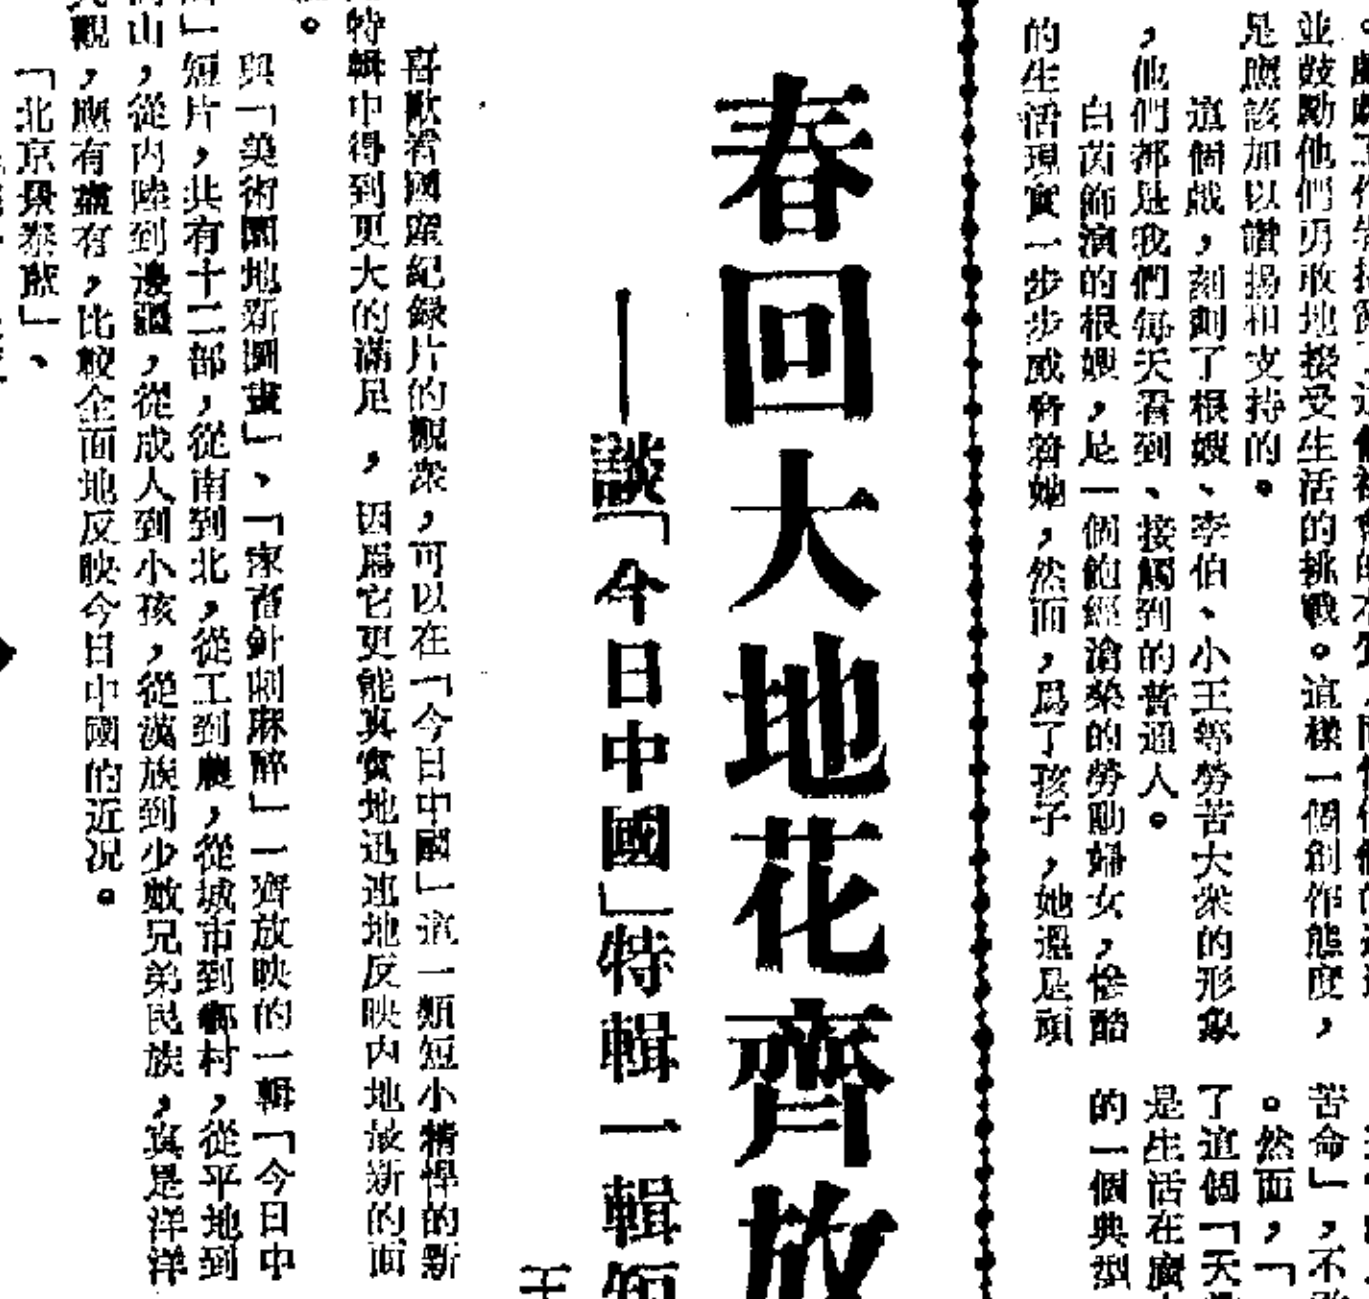 並鼓勵他們勇敢地接受生活的挑戰。這樣一個創作態度，
是應該加以讚揚和支持的。
這個戲，刻劃了根嫂、李伯、小王等勞苦大衆的形象
，他們都是我們每天看到、接觸到的普通人。
白茵飾演的根嫂，是一個飽經滄桑的勞動婦女，慘酷
的生活現實一步步威脅着她，然而，爲了孩子，她還是頑
苦命」，不
。然而，「
了這個「天
是生活在
的一個典型
春回大地花齊放
——談「今日中國」特輯一輯短
王
喜歡看國產紀錄片的觀衆，可以在「今日中國」這一類短小精悍的新
特輯中得到更大的滿足，因爲它更能真實地迅速地反映內地最新的面
。
與「美術園地新圖畫」、「家畜針刺麻醉」一齊放映的一輯「今日中
」短片，共有十二部，從南到北，從工到農，從城市到鄉村，從平地到
山，從內陸到邊疆，從成人到小孩，從漢族到少數兄弟民族，真是洋洋
觀，應有盡有，比較全面地反映今日中國的近況。
「北京景泰藍」、